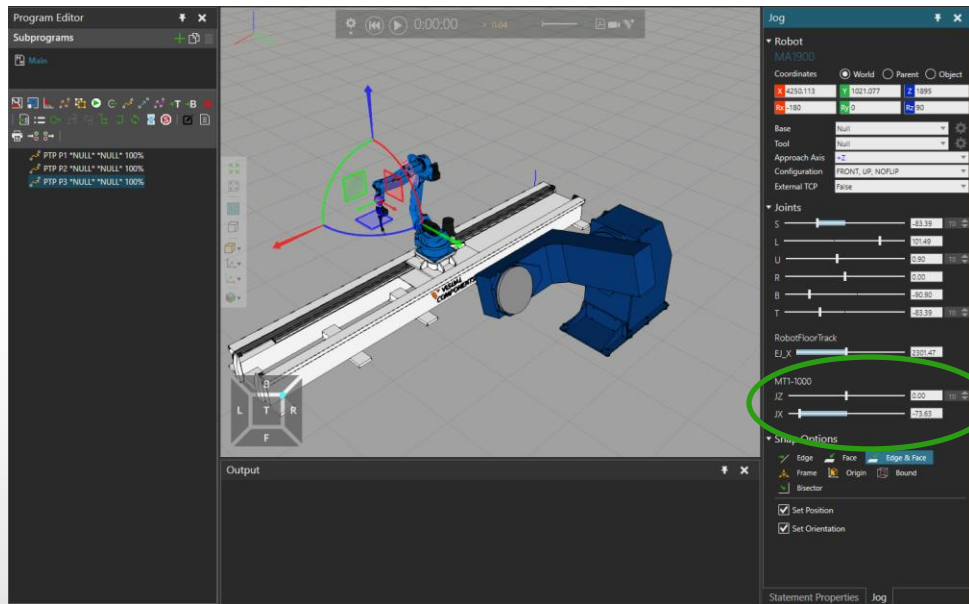 Program Editor
Subprograms
Main
T
B
PTP P1 *NULL* *NULL* 100%
PTP P2 *NULL* *NULL* 100%
PTP P3 *NULL* *NULL* 100%
0:00:00
VISUAL
COMPONENTS
B
L T R
F
Output
Jog
Robot
MA1900
Coordinates World Parent Object
X 4250.113 Y 1021.077 Z 1895
Rx -180 Ry 0 Rz 90
Base Null
Tool Null
Approach Axis +Z
Configuration FRONT, UP, NOFLIP
External TCP False
Joints
S -83.39
L 101.49
U 0.90
R 0.00
B -90.90
T -83.39
RobotFloorTrack
EJ_X 2301.47
MT1-1000
JZ 0.00
JX -73.63
Snap Options
Edge Face Edge & Face
Frame Origin Bound
Bisector
Set Position
Set Orientation
Statement Properties Jog